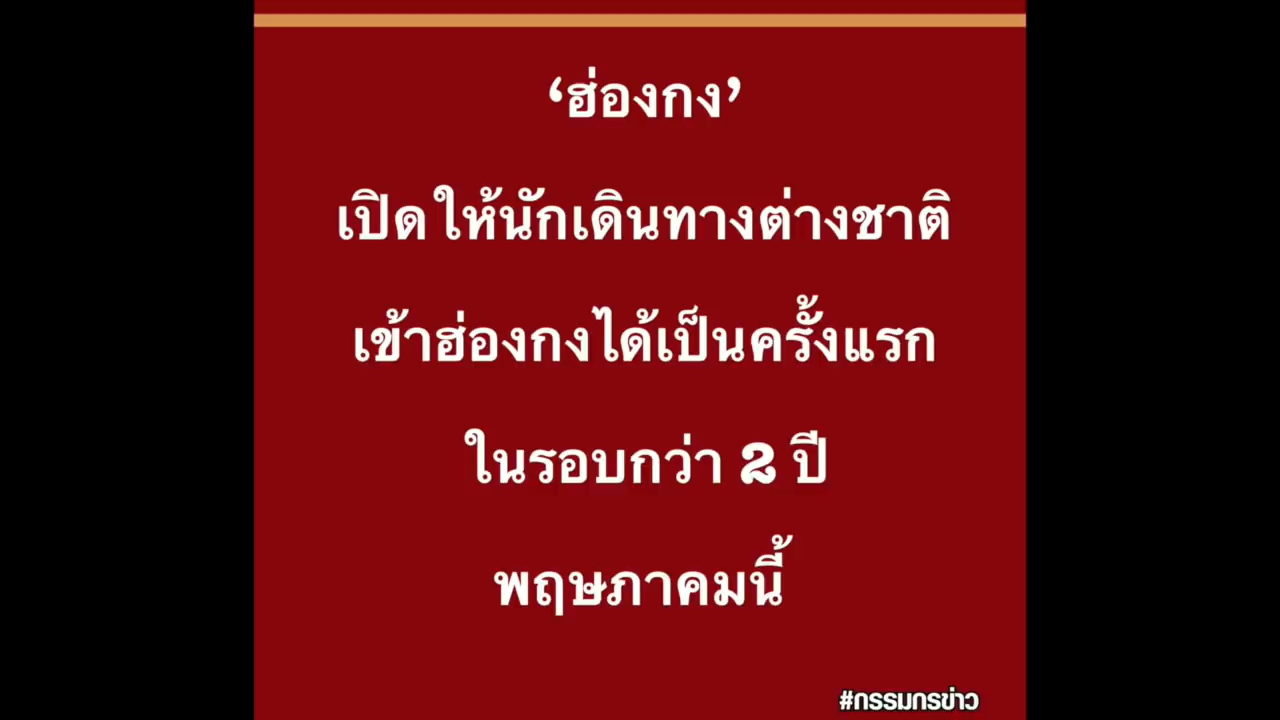 ‘ฮ่องกง’
เปิดให้นักเดินทางต่างชาติ
เข้าฮ่องกงได้เป็นครั้งแรก
ในรอบกว่า 2 ปี
พฤษภาคมนี้
#กรรมกรข่าว